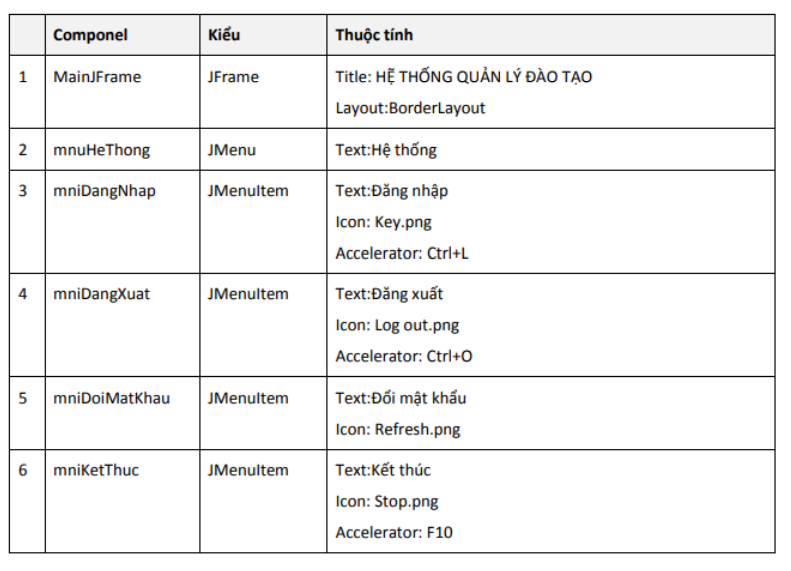 Componel Kiểu Thuộc tính
1 MainJFrame JFrame Title: HỆ THỐNG QUẢN LÝ ĐÀO TẠO
Layout:BorderLayout
2 mnuHeThong JMenu Text:Hệ thống
3 mniDangNhap JMenuItem Text:Đăng nhập
Icon: Key.png
Accelerator: Ctrl+L
4 mniDangXuat JMenuItem Text:Đăng xuất
Icon: Log out.png
Accelerator: Ctrl+O
5 mniDoiMatKhau JMenuItem Text:Đổi mật khẩu
Icon: Refresh.png
6 mniKetThuc JMenuItem Text:Kết thúc
Icon: Stop.png
Accelerator: F10